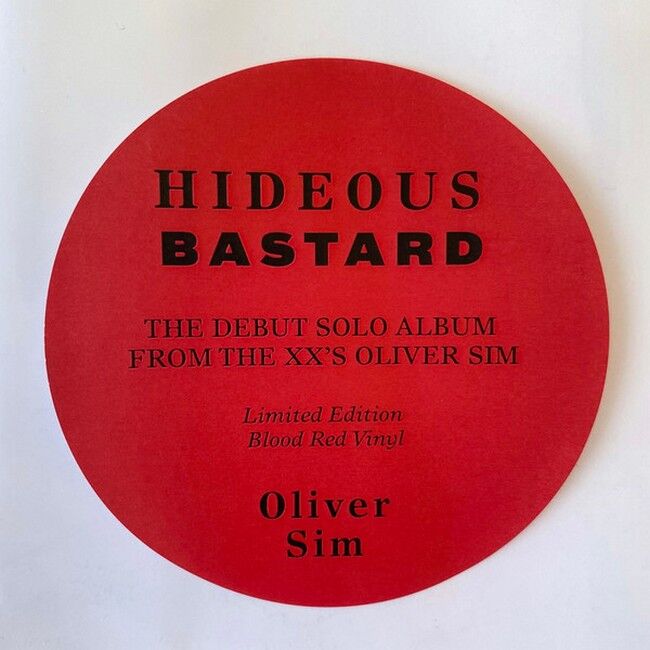 HIDEOUS
BASTARD
THE DEBUT SOLO ALBUM
FROM THE XX'S OLIVER SIM
Limited Edition
Blood Red Vinyl
Oliver
Sim